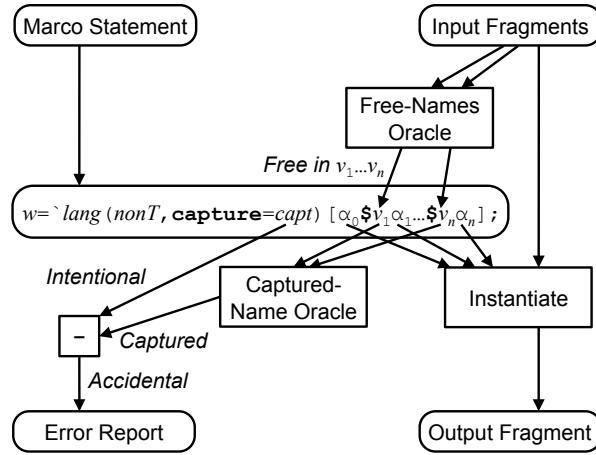 Marco Statement
Input Fragments
Free-Names
Oracle
Free in v₁...vₙ
w=`lang(nonT,capture=capt)[α₀$v₁α₁...$vₙαₙ];
Intentional
Captured-
Name Oracle
Instantiate
–
Captured
Accidental
Error Report
Output Fragment